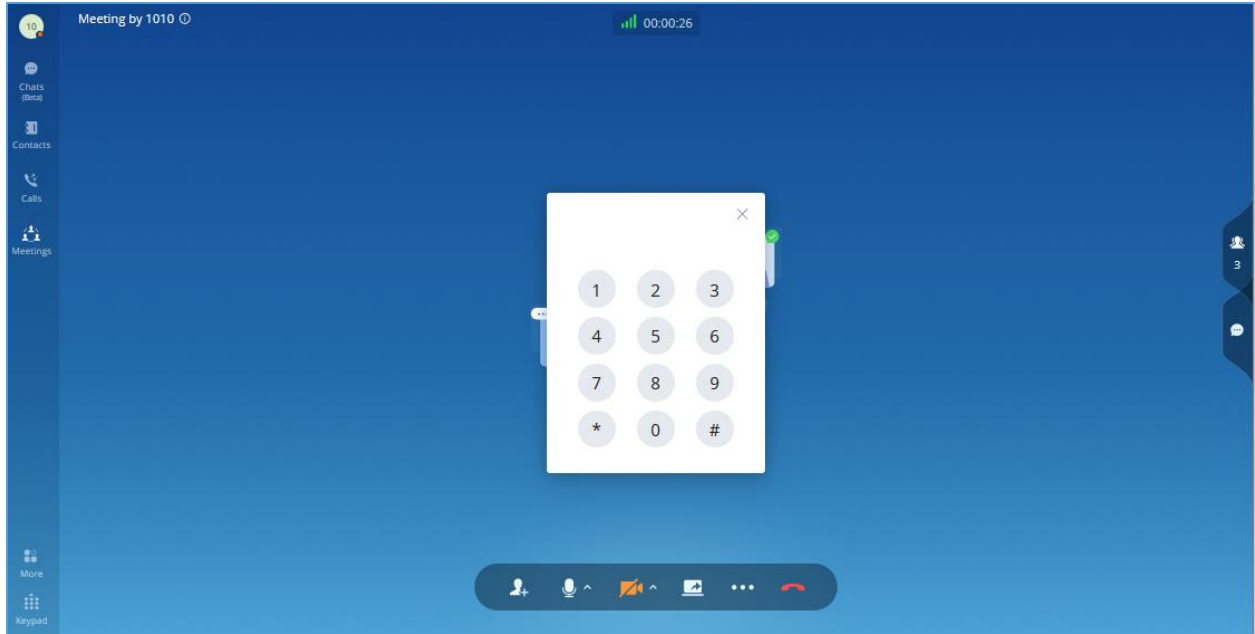 10
Meeting by 1010
00:00:26
Chats
(Beta)
Contacts
Calls
Meetings
3
1 2 3
4 5 6
7 8 9
* 0 #
More
Keypad